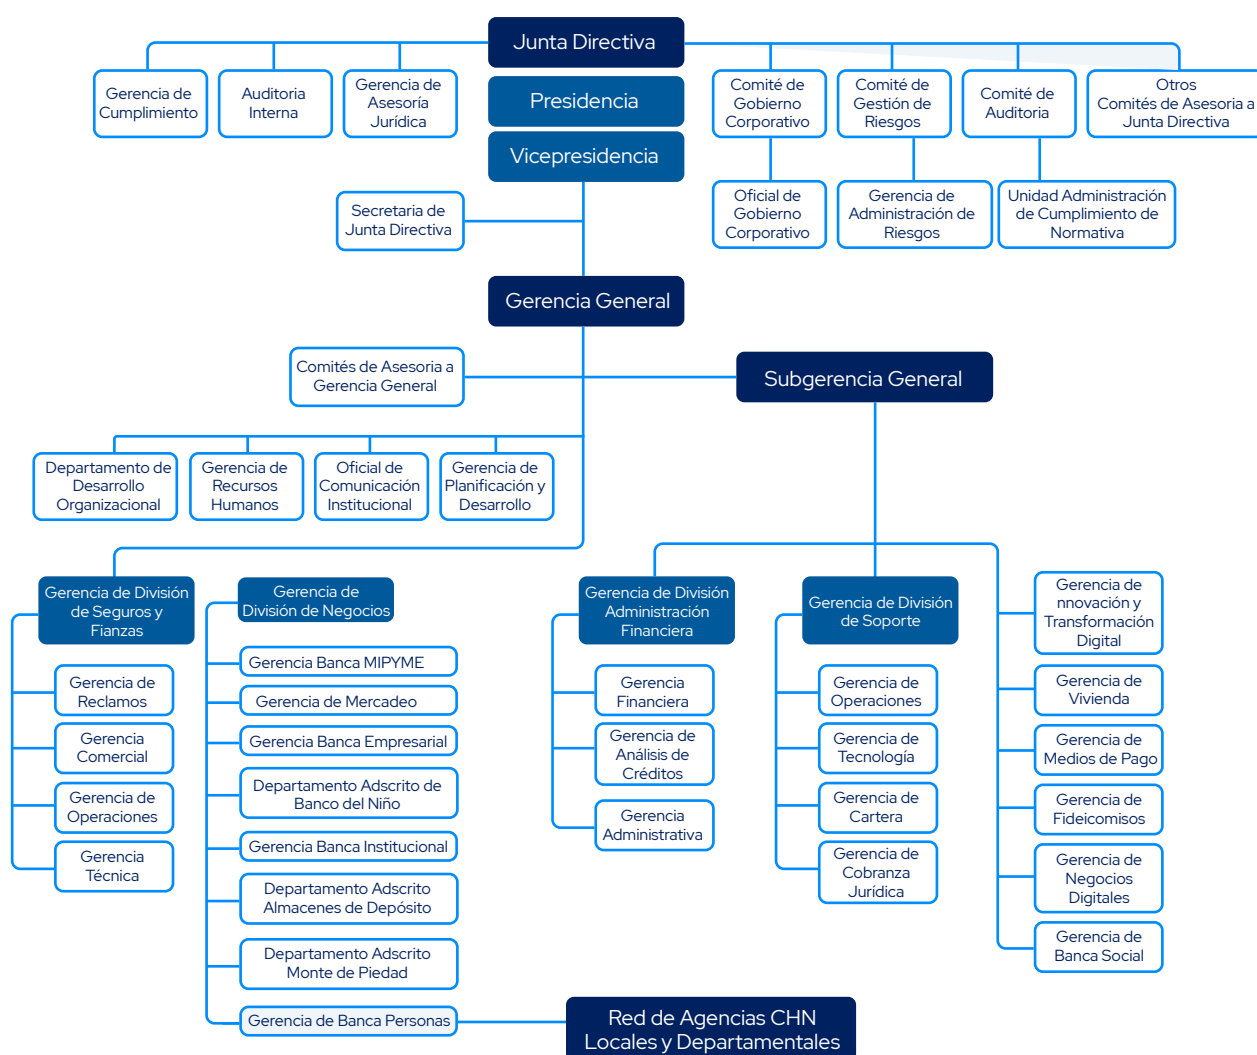 Junta Directiva
Presidencia
Vicepresidencia
Gerencia de
Cumplimiento
Auditoria
Interna
Gerencia de
Asesoría
Jurídica
Comité de
Gobierno
Corporativo
Comité de
Gestión de
Riesgos
Comité de
Auditoria
Otros
Comités de Asesoria a
Junta Directiva
Oficial de
Gobierno
Corporativo
Gerencia de
Administración de
Riesgos
Unidad Administración
de Cumplimiento de
Normativa
Secretaria de
Junta Directiva
Gerencia General
Comités de Asesoria a
Gerencia General
Subgerencia General
Departamento de
Desarrollo
Organizacional
Gerencia de
Recursos
Humanos
Oficial de
Comunicación
Institucional
Gerencia de
Planificación y
Desarrollo
Gerencia de División
de Seguros y
Fianzas
Gerencia de
Reclamos
Gerencia
Comercial
Gerencia de
Operaciones
Gerencia
Técnica
Gerencia de
División de Negocios
Gerencia Banca MIPYME
Gerencia de Mercadeo
Gerencia Banca Empresarial
Departamento Adscrito de
Banco del Niño
Gerencia Banca Institucional
Departamento Adscrito
Almacenes de Depósito
Departamento Adscrito
Monte de Piedad
Gerencia de Banca Personas
Red de Agencias CHN
Locales y Departamentales
Gerencia de División
Administración
Financiera
Gerencia
Financiera
Gerencia de
Análisis de
Créditos
Gerencia
Administrativa
Gerencia de División
de Soporte
Gerencia de
Operaciones
Gerencia de
Tecnología
Gerencia de
Cartera
Gerencia de
Cobranza
Jurídica
Gerencia de
nnovación y
Transformación
Digital
Gerencia de
Vivienda
Gerencia de
Medios de Pago
Gerencia de
Fideicomisos
Gerencia de
Negocios
Digitales
Gerencia de
Banca Social